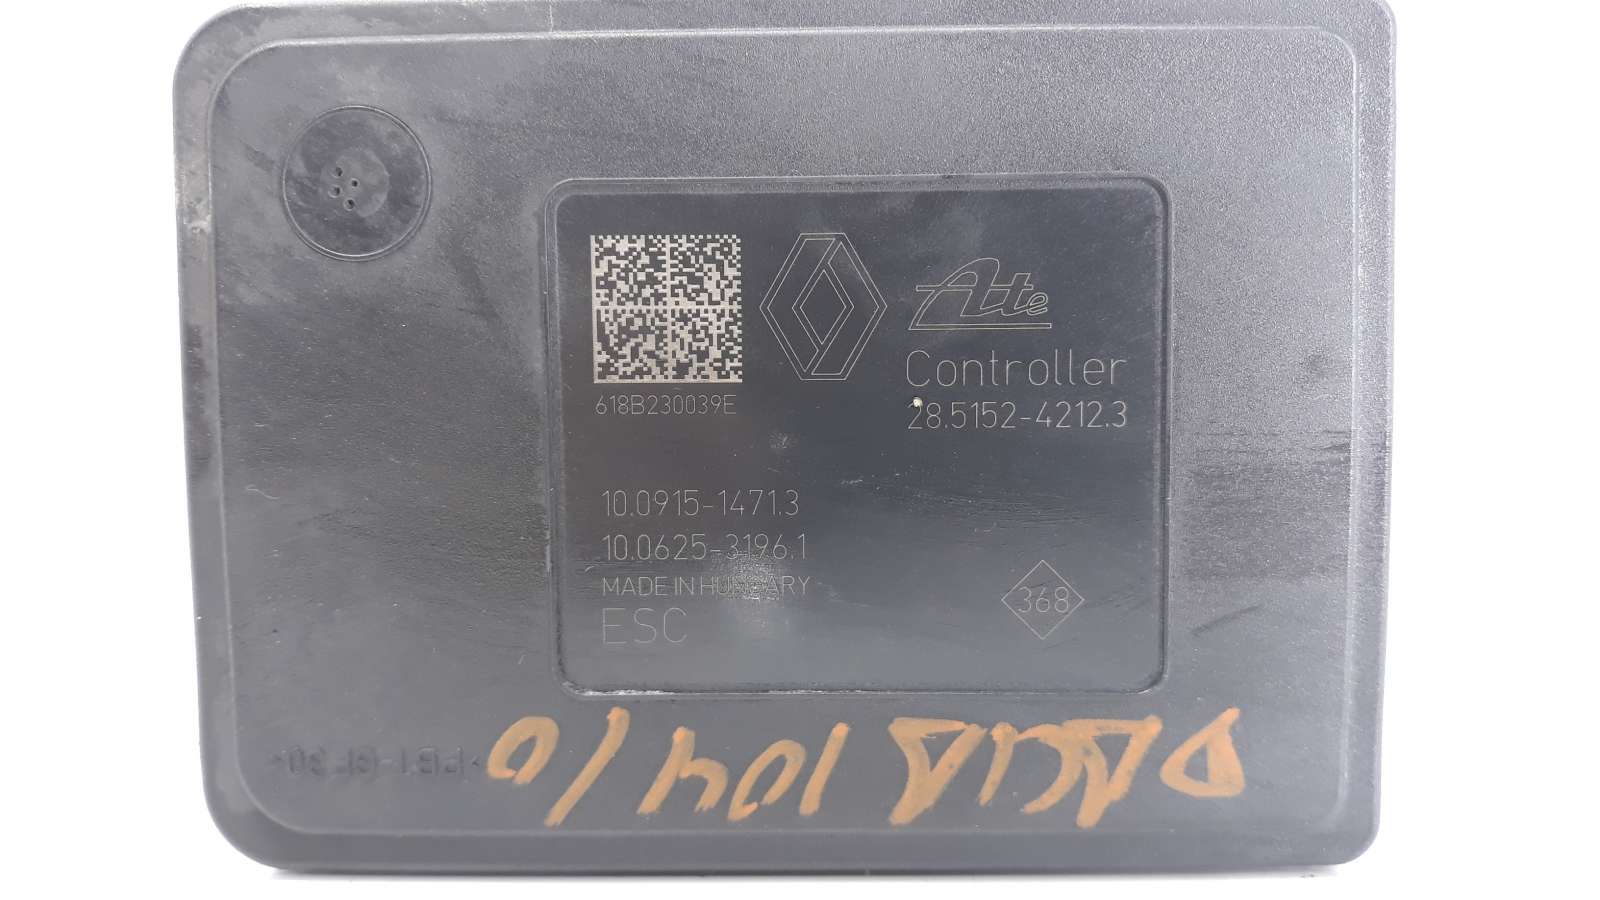 Ate
Controller
28.5152-4212.3
618B230039E
10.0915-1471.3
10.0625-3196.1
MADE IN HUNGARY
ESC
368
DACIA 104/0